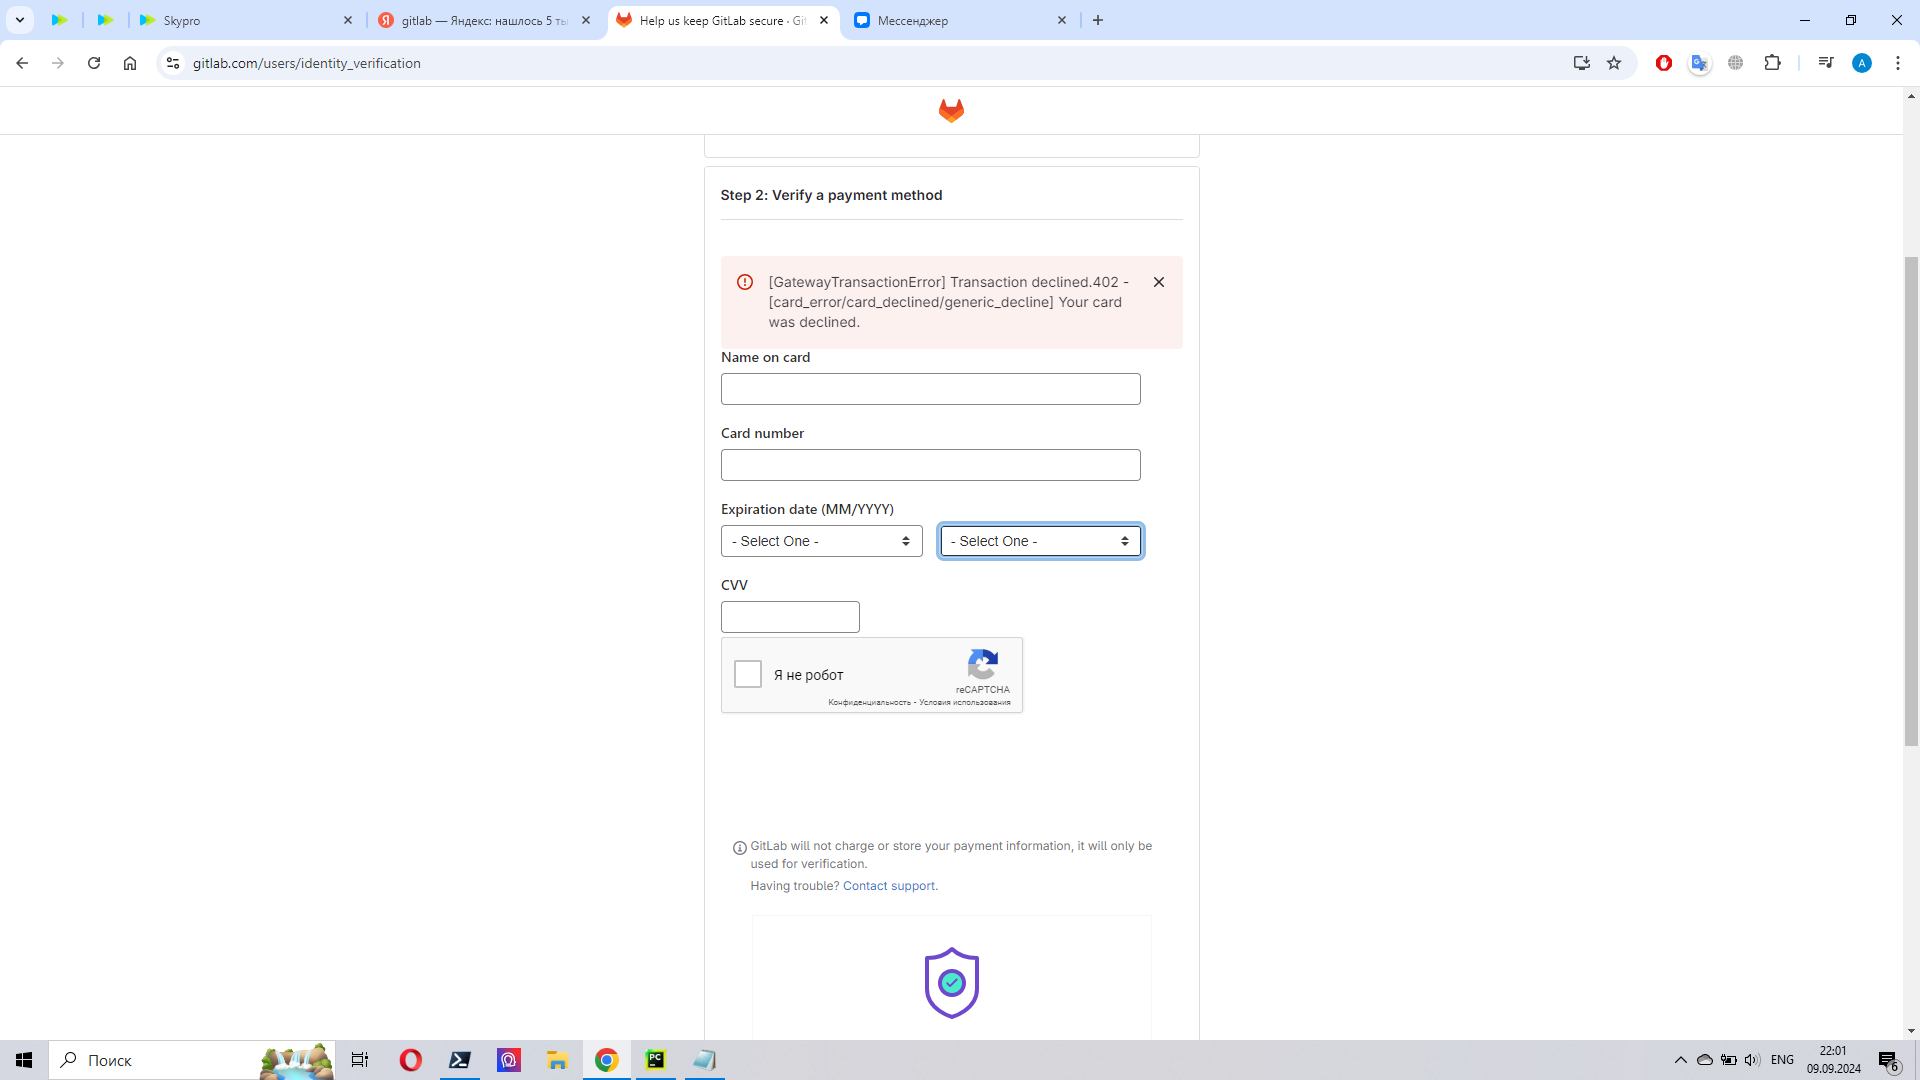 Skypro
gitlab — Яндекс: нашлось 5 ты
Help us keep GitLab secure · Git
Мессенджер
gitlab.com/users/identity_verification
A
Step 2: Verify a payment method
[GatewayTransactionError] Transaction declined.402 -
[card_error/card_declined/generic_decline] Your card
was declined.
Name on card
Card number
Expiration date (MM/YYYY)
- Select One -
- Select One -
CVV
Я не робот
reCAPTCHA
Конфиденциальность - Условия использования
GitLab will not charge or store your payment information, it will only be
used for verification.
Having trouble? Contact support.
Поиск
PC
ENG
22:01
09.09.2024
6